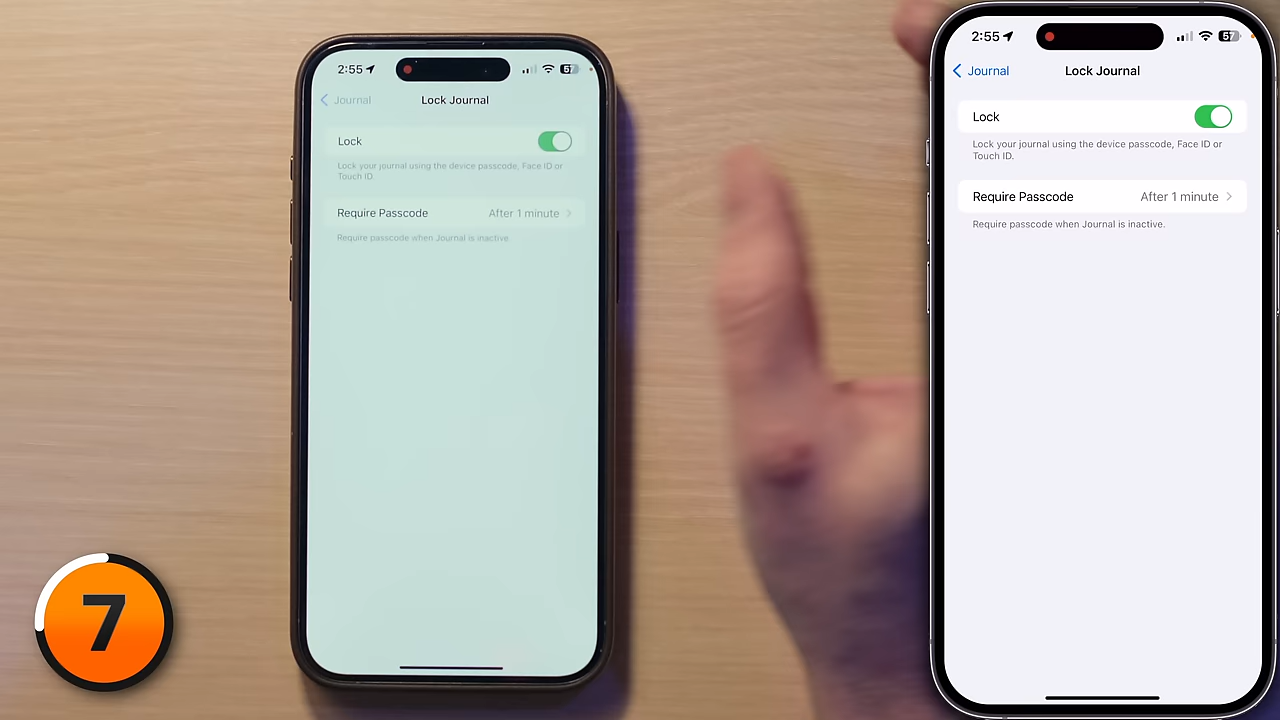 2:55
57
Journal
Lock Journal
Lock
Lock your journal using the device passcode, Face ID or
Touch ID.
Require Passcode
After 1 minute
Require passcode when Journal is inactive
7
2:55
57
Journal
Lock Journal
Lock
Lock your journal using the device passcode, Face ID or
Touch ID.
Require Passcode
After 1 minute
Require passcode when Journal is inactive.